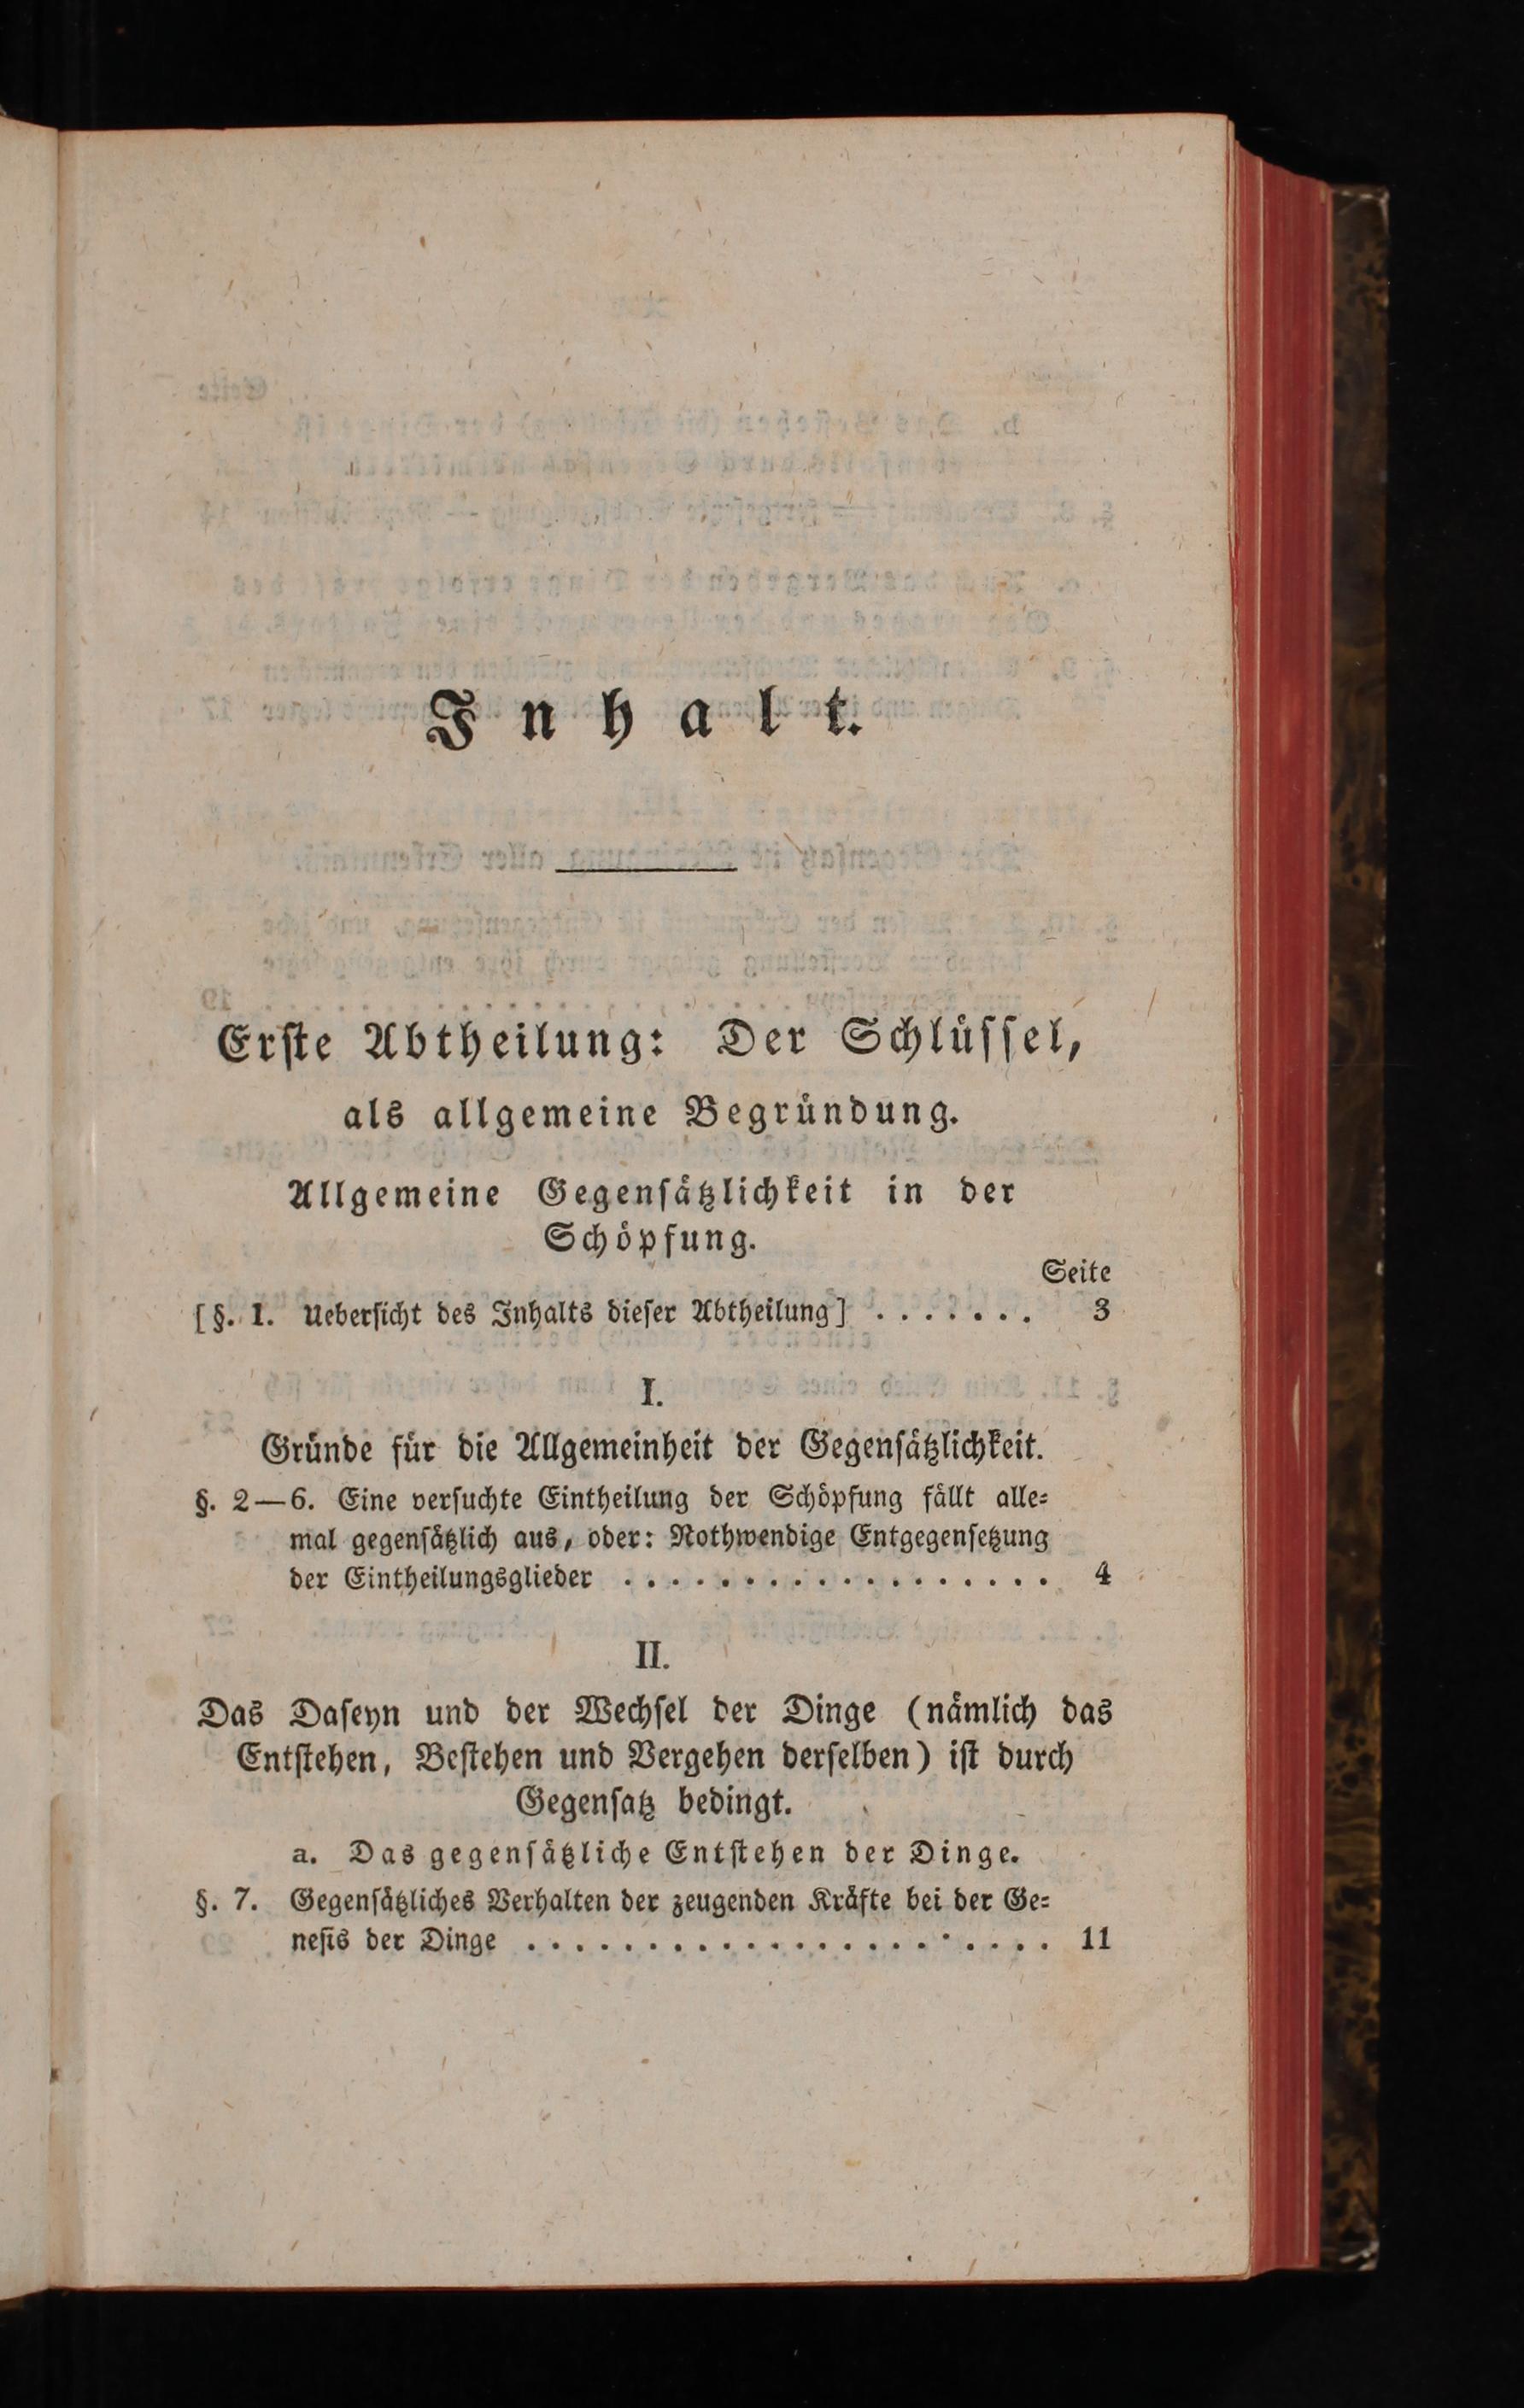 Inhalt.
Erste Abtheilung: Der Schlüssel,
als allgemeine Begründung.
Allgemeine Gegensätzlichkeit in der
Schöpfung.
Seite
[§. 1. Uebersicht des Inhalts dieser Abtheilung] . . . . . . . 3
I.
Gründe für die Allgemeinheit der Gegensätzlichkeit.
§. 2—6. Eine versuchte Eintheilung der Schöpfung fällt alle-
mal gegensätzlich aus, oder: Nothwendige Entgegensetzung
der Eintheilungsglieder . . . . . . . . . . . . . . . . . . 4
II.
Das Daseyn und der Wechsel der Dinge (nämlich das
Entstehen, Bestehen und Vergehen derselben) ist durch
Gegensatz bedingt.
a. Das gegensätzliche Entstehen der Dinge.
§. 7. Gegensätzliches Verhalten der zeugenden Kräfte bei der Ge-
nesis der Dinge . . . . . . . . . . . . . . . . . . . . . . 11